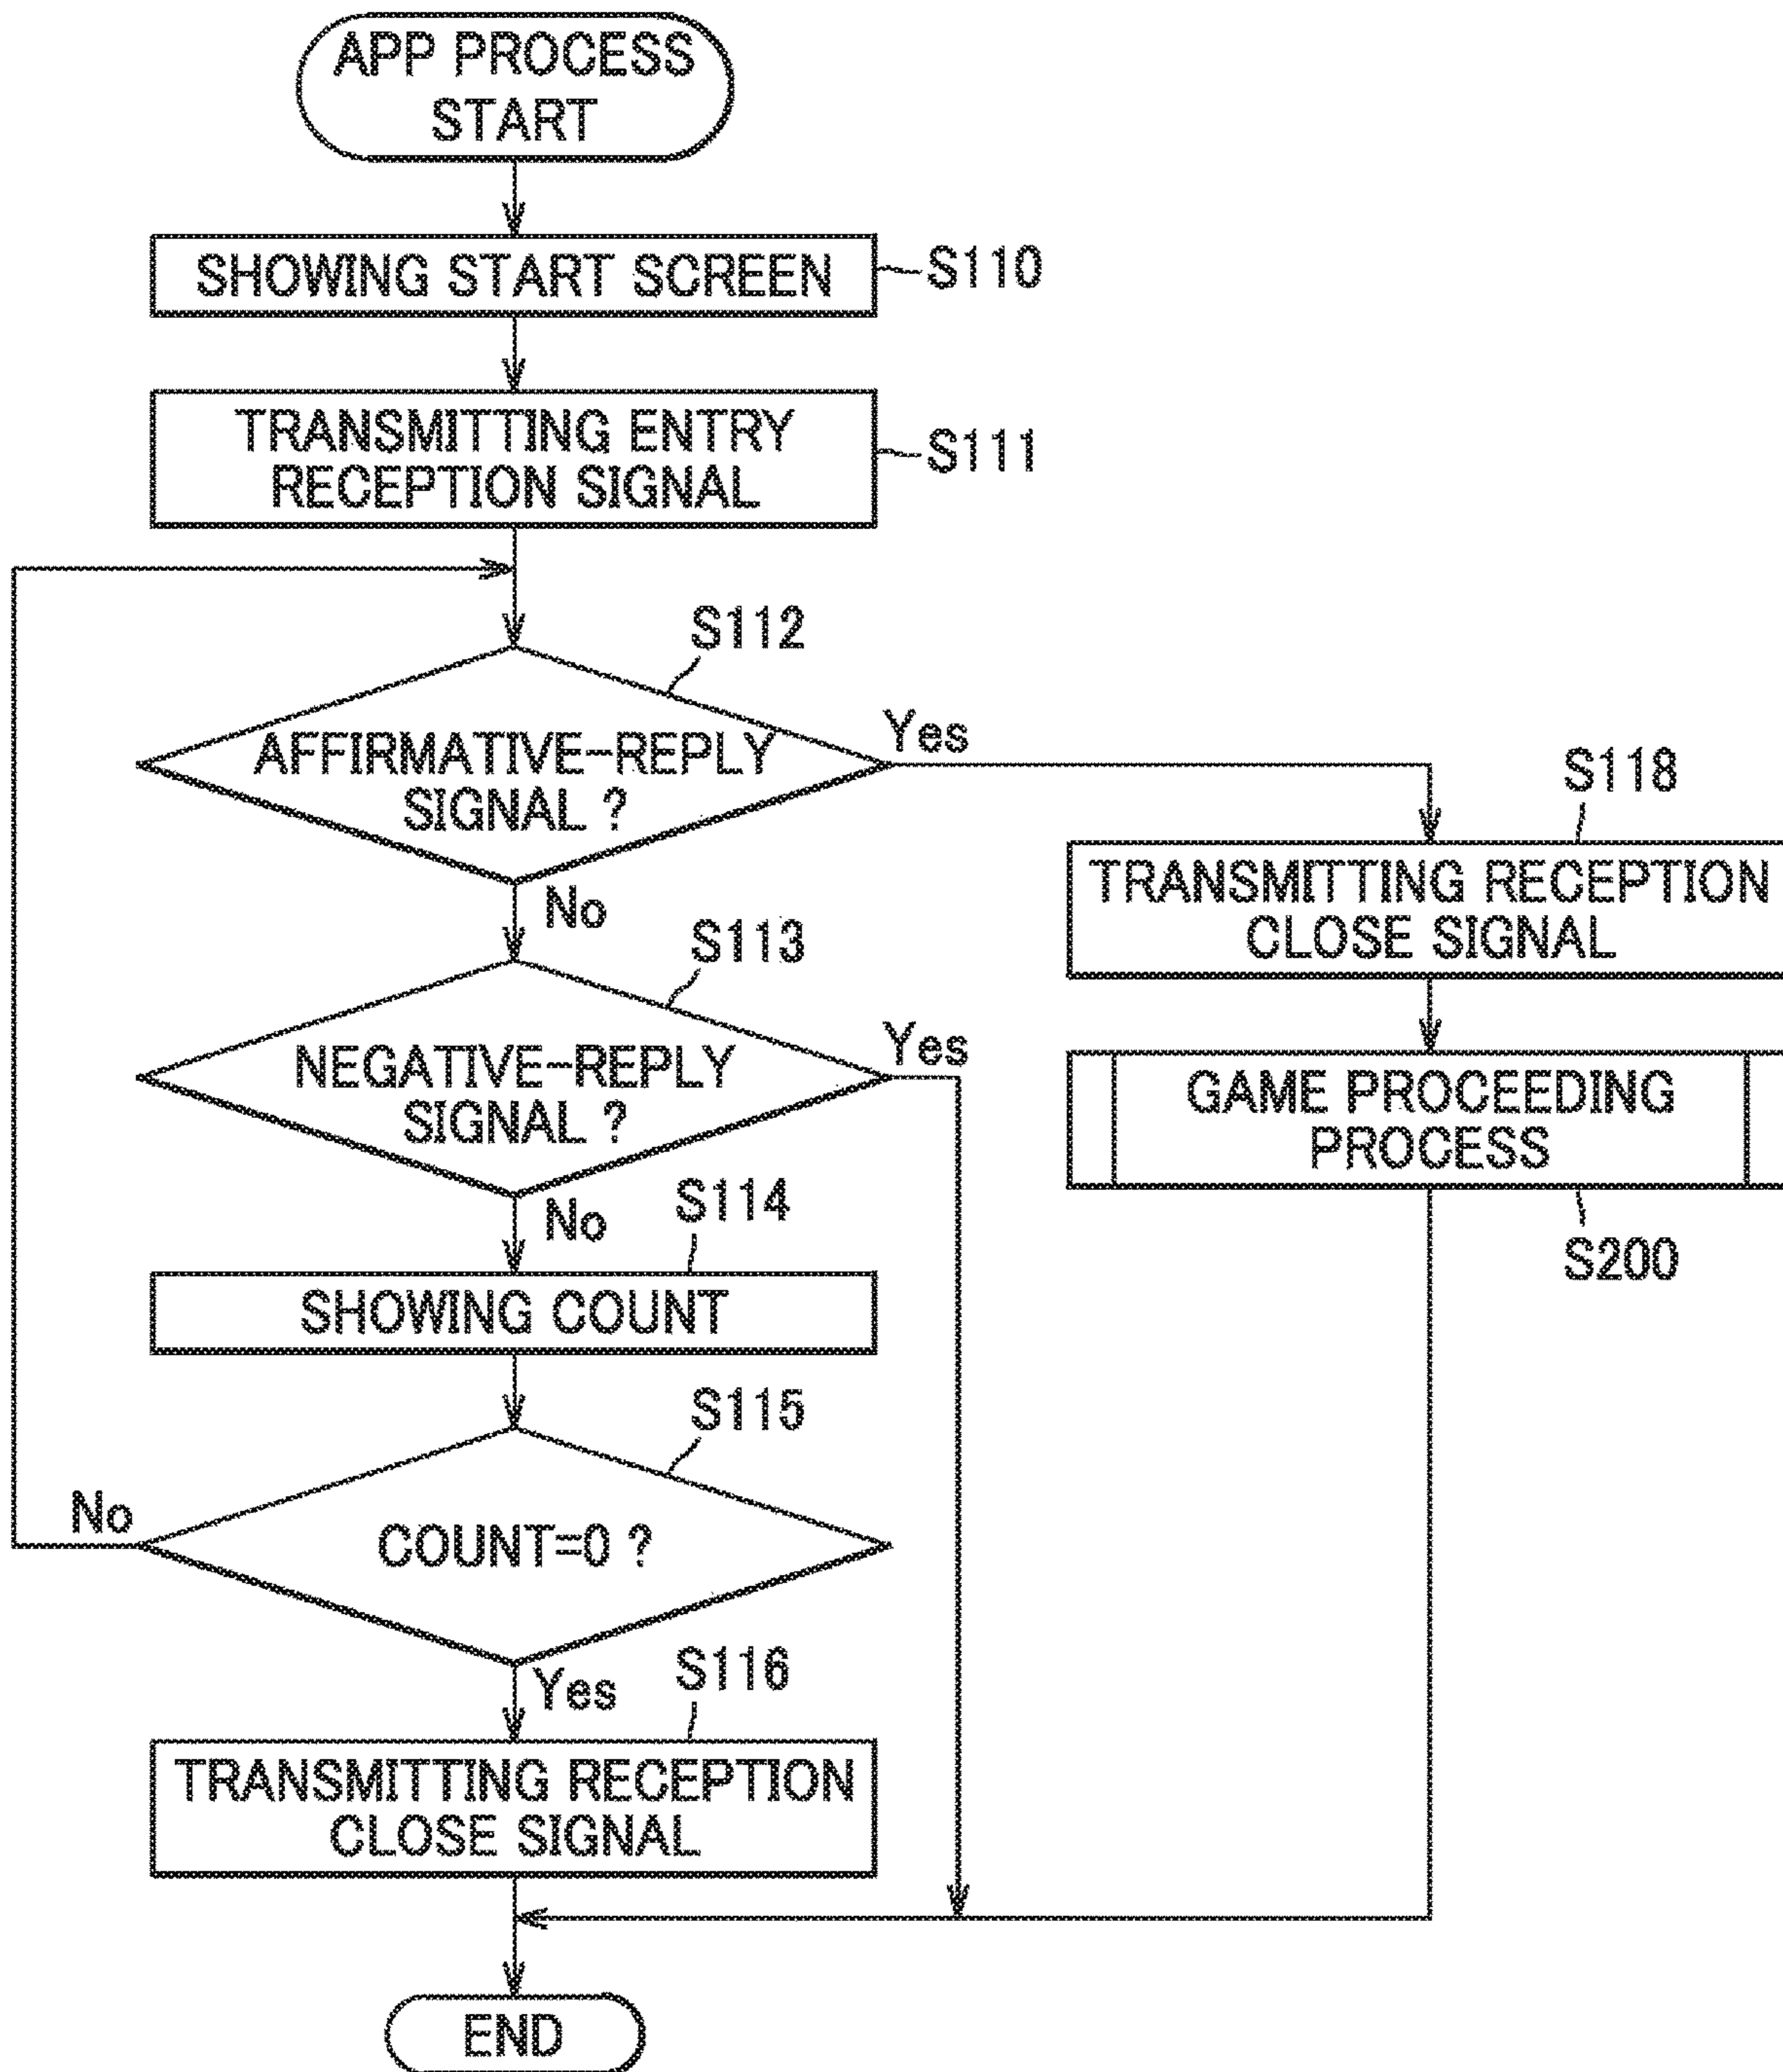 APP PROCESS
START
SHOWING START SCREEN
S110
TRANSMITTING ENTRY
RECEPTION SIGNAL
S111
S112
AFFIRMATIVE-REPLY
SIGNAL ?
Yes
No
S118
TRANSMITTING RECEPTION
CLOSE SIGNAL
S113
NEGATIVE-REPLY
SIGNAL ?
Yes
No
GAME PROCEEDING
PROCESS
S200
S114
SHOWING COUNT
S115
COUNT=0 ?
No
Yes
S116
TRANSMITTING RECEPTION
CLOSE SIGNAL
END